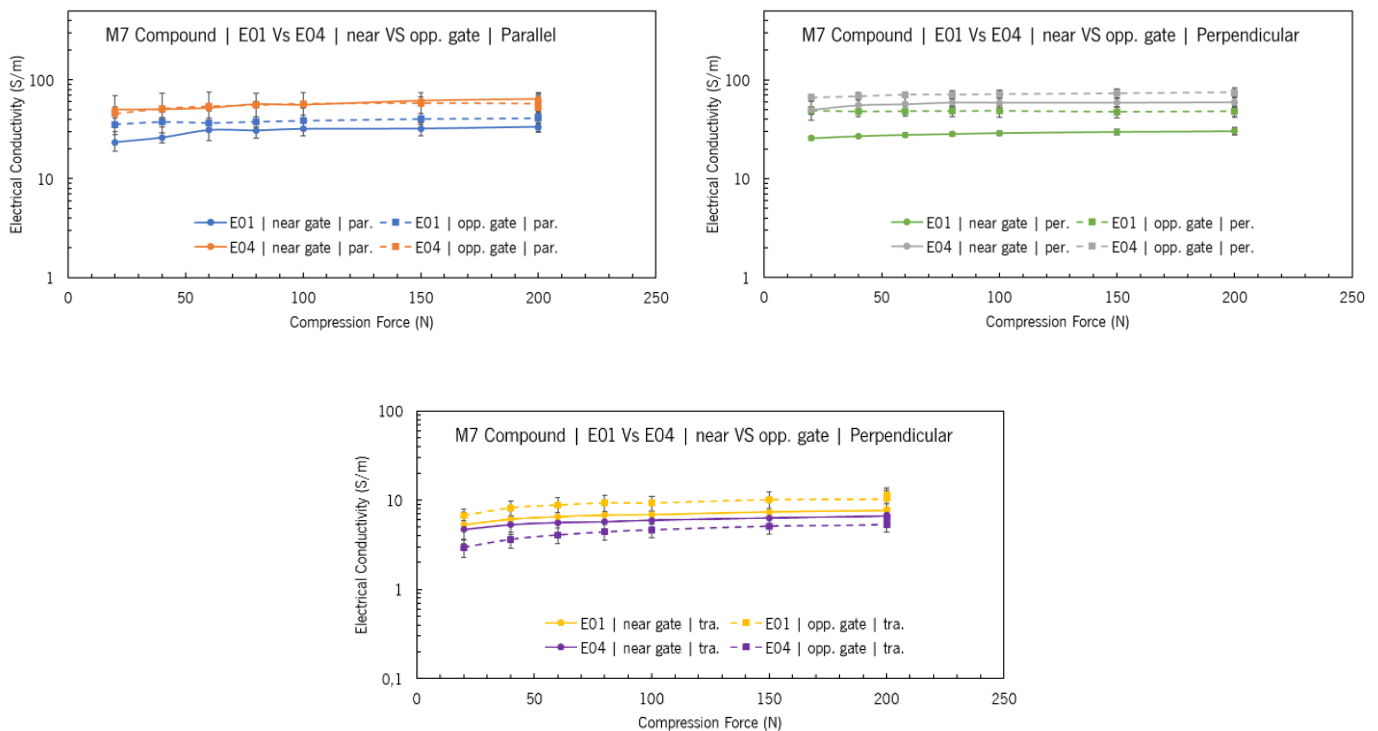 M7 Compound | E01 Vs E04 | near VS opp. gate | Parallel
Electrical Conductivity (S/m)
100
10
1
E01 | near gate | par. E01 | opp. gate | par.
E04 | near gate | par. E04 | opp. gate | par.
0 50 100 150 200 250
Compression Force (N)
M7 Compound | E01 Vs E04 | near VS opp. gate | Perpendicular
Electrical Conductivity (S/m)
100
10
1
E01 | near gate | per. E01 | opp. gate | per.
E04 | near gate | per. E04 | opp. gate | per.
0 50 100 150 200 250
Compression Force (N)
M7 Compound | E01 Vs E04 | near VS opp. gate | Perpendicular
Electrical Conductivity (S/m)
100
10
1
0,1
E01 | near gate | tra. E01 | opp. gate | tra.
E04 | near gate | tra. E04 | opp. gate | tra.
0 50 100 150 200 250
Compression Force (N)